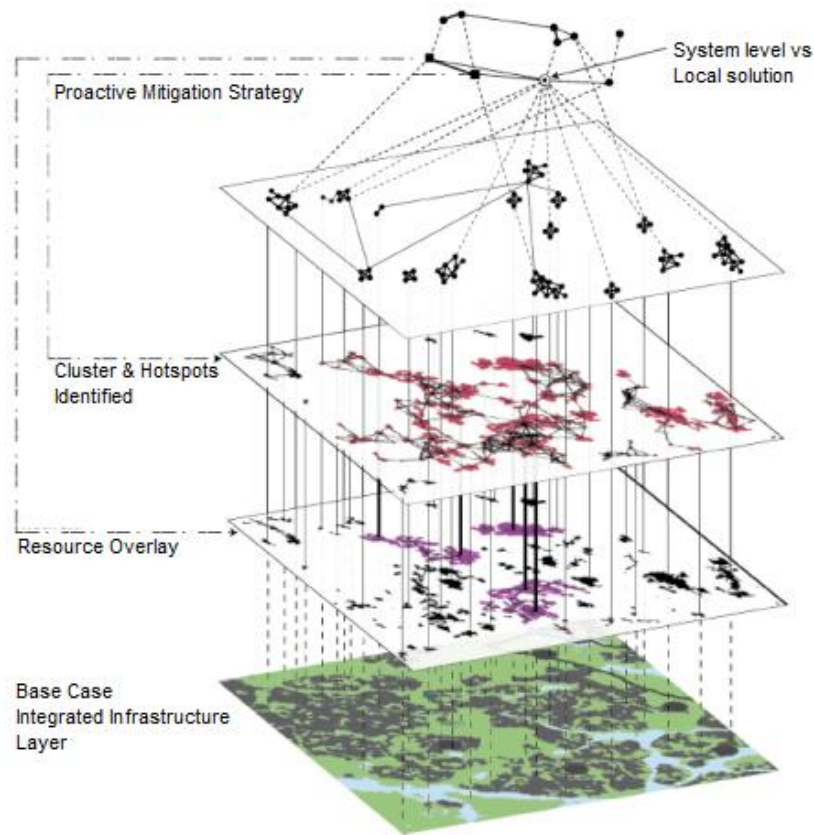 System level vs
Local solution
Proactive Mitigation Strategy
Cluster & Hotspots
Identified
Resource Overlay
Base Case
Integrated Infrastructure
Layer